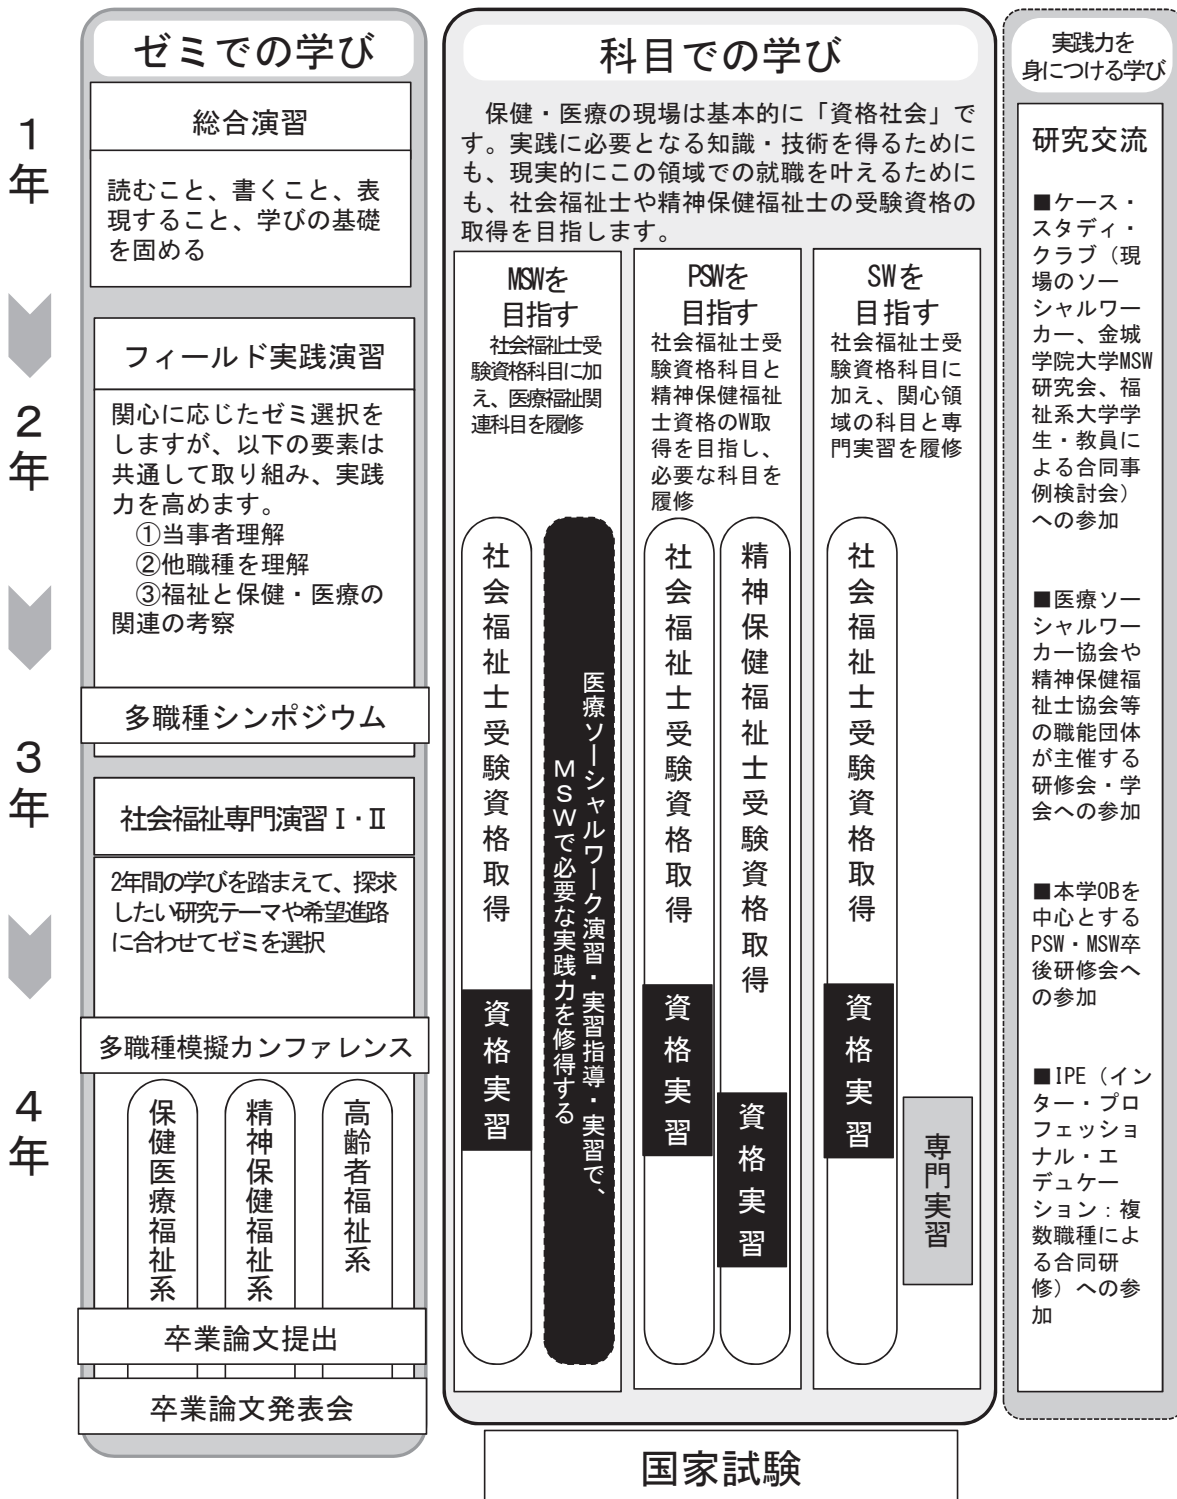 1
年
2
年
3
年
4
年
ゼミでの学び
総合演習
読むこと、書くこと、表
現すること、学びの基礎
を固める
フィールド実践演習
関心に応じたゼミ選択を
しますが、以下の要素は
共通して取り組み、実践
力を高めます。
①当事者理解
②他職種を理解
③福祉と保健・医療の
関連の考察
多職種シンポジウム
社会福祉専門演習Ⅰ・Ⅱ
2年間の学びを踏まえて、探求
したい研究テーマや希望進路
に合わせてゼミを選択
多職種模擬カンファレンス
保健医療福祉系
精神保健福祉系
高齢者福祉系
卒業論文提出
卒業論文発表会
科目での学び
保健・医療の現場は基本的に「資格社会」で
す。実践に必要となる知識・技術を得るために
も、現実的にこの領域での就職を叶えるためにも、社会福祉士や精神保健福祉士の受験資格の
取得を目指します。
MSWを
目指す
社会福祉士受
験資格科目に加
え、医療福祉関
連科目を履修
社会福祉士受験資格取得
資格実習
医療ソーシャルワーク演習・実習指導・実習で、
MSWで必要な実践力を修得する
PSWを
目指す
社会福祉士受
験資格科目と
精神保健福祉
士資格のW取
得を目指し、
必要な科目を
履修
社会福祉士受験資格取得
資格実習
精神保健福祉士受験資格取得
資格実習
SWを
目指す
社会福祉士受
験資格科目に
加え、関心領
域の科目と専
門実習を履修
社会福祉士受験資格取得
資格実習
専門実習
国家試験
実践力を
身につける学び
研究交流
■ケース・
スタディ・
クラブ（現
場のソー
シャルワー
カー、金城
学院大学MSW
研究会、福
祉系大学学
生・教員に
よる合同事
例検討会）
への参加
■医療ソー
シャルワー
カー協会や
精神保健福
祉士協会等
の職能団体
が主催する
研修会・学
会への参加
■本学OBを
中心とする
PSW・MSW卒
後研修会へ
の参加
■IPE（イン
ター・プロ
フェッショ
ナル・エ
デュケー
ション：複
数職種によ
る合同研
修）への参
加